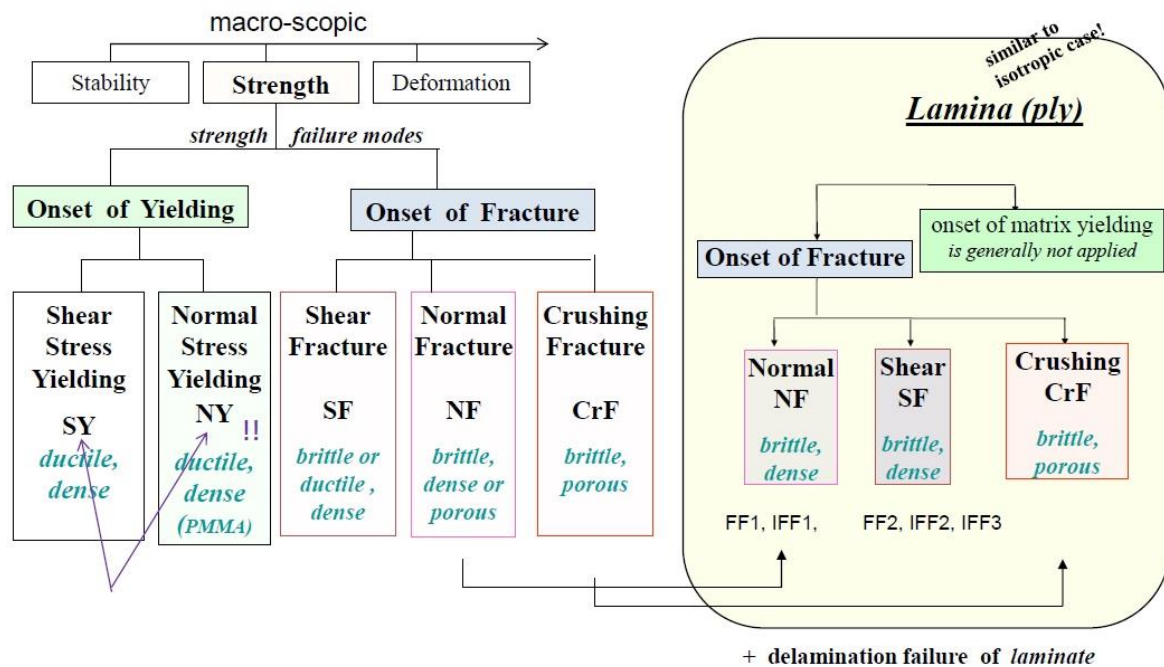 macro-scopic
Stability
Strength
Deformation
strength failure modes
Onset of Yielding
Onset of Fracture
Shear
Stress
Yielding
SY
ductile,
dense
Normal
Stress
Yielding
NY !!
ductile,
dense
(PMMA)
Shear
Fracture
SF
brittle or
ductile ,
dense
Normal
Fracture
NF
brittle,
dense or
porous
Crushing
Fracture
CrF
brittle,
porous
similar to
isotropic case!
Lamina (ply)
onset of matrix yielding
is generally not applied
Onset of Fracture
Normal
NF
brittle,
dense
Shear
SF
brittle,
dense
Crushing
CrF
brittle,
porous
FF1, IFF1,
FF2, IFF2, IFF3
+ delamination failure of laminate